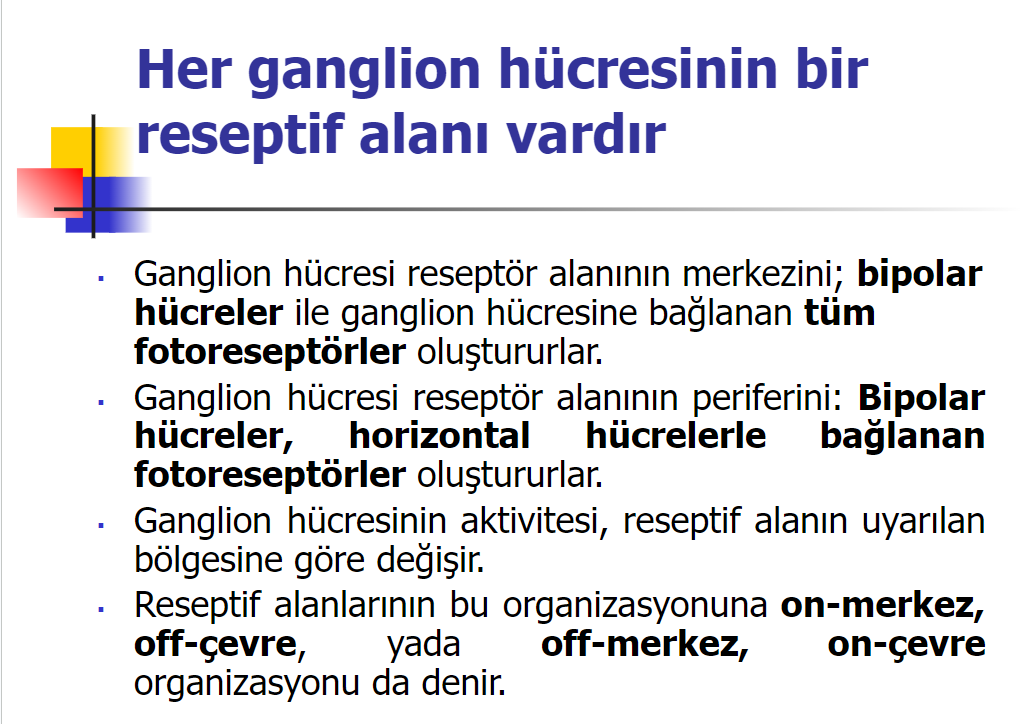 Her ganglion hücresinin bir
reseptif alanı vardır
▪ Ganglion hücresi reseptör alanının merkezini; bipolar
hücreler ile ganglion hücresine bağlanan tüm
fotoreseptörler oluştururlar.
▪ Ganglion hücresi reseptör alanının periferini: Bipolar
hücreler, horizontal hücrelerle bağlanan
fotoreseptörler oluştururlar.
▪ Ganglion hücresinin aktivitesi, reseptif alanın uyarılan
bölgesine göre değişir.
▪ Reseptif alanlarının bu organizasyonuna on-merkez,
off-çevre, yada off-merkez, on-çevre
organizasyonu da denir.